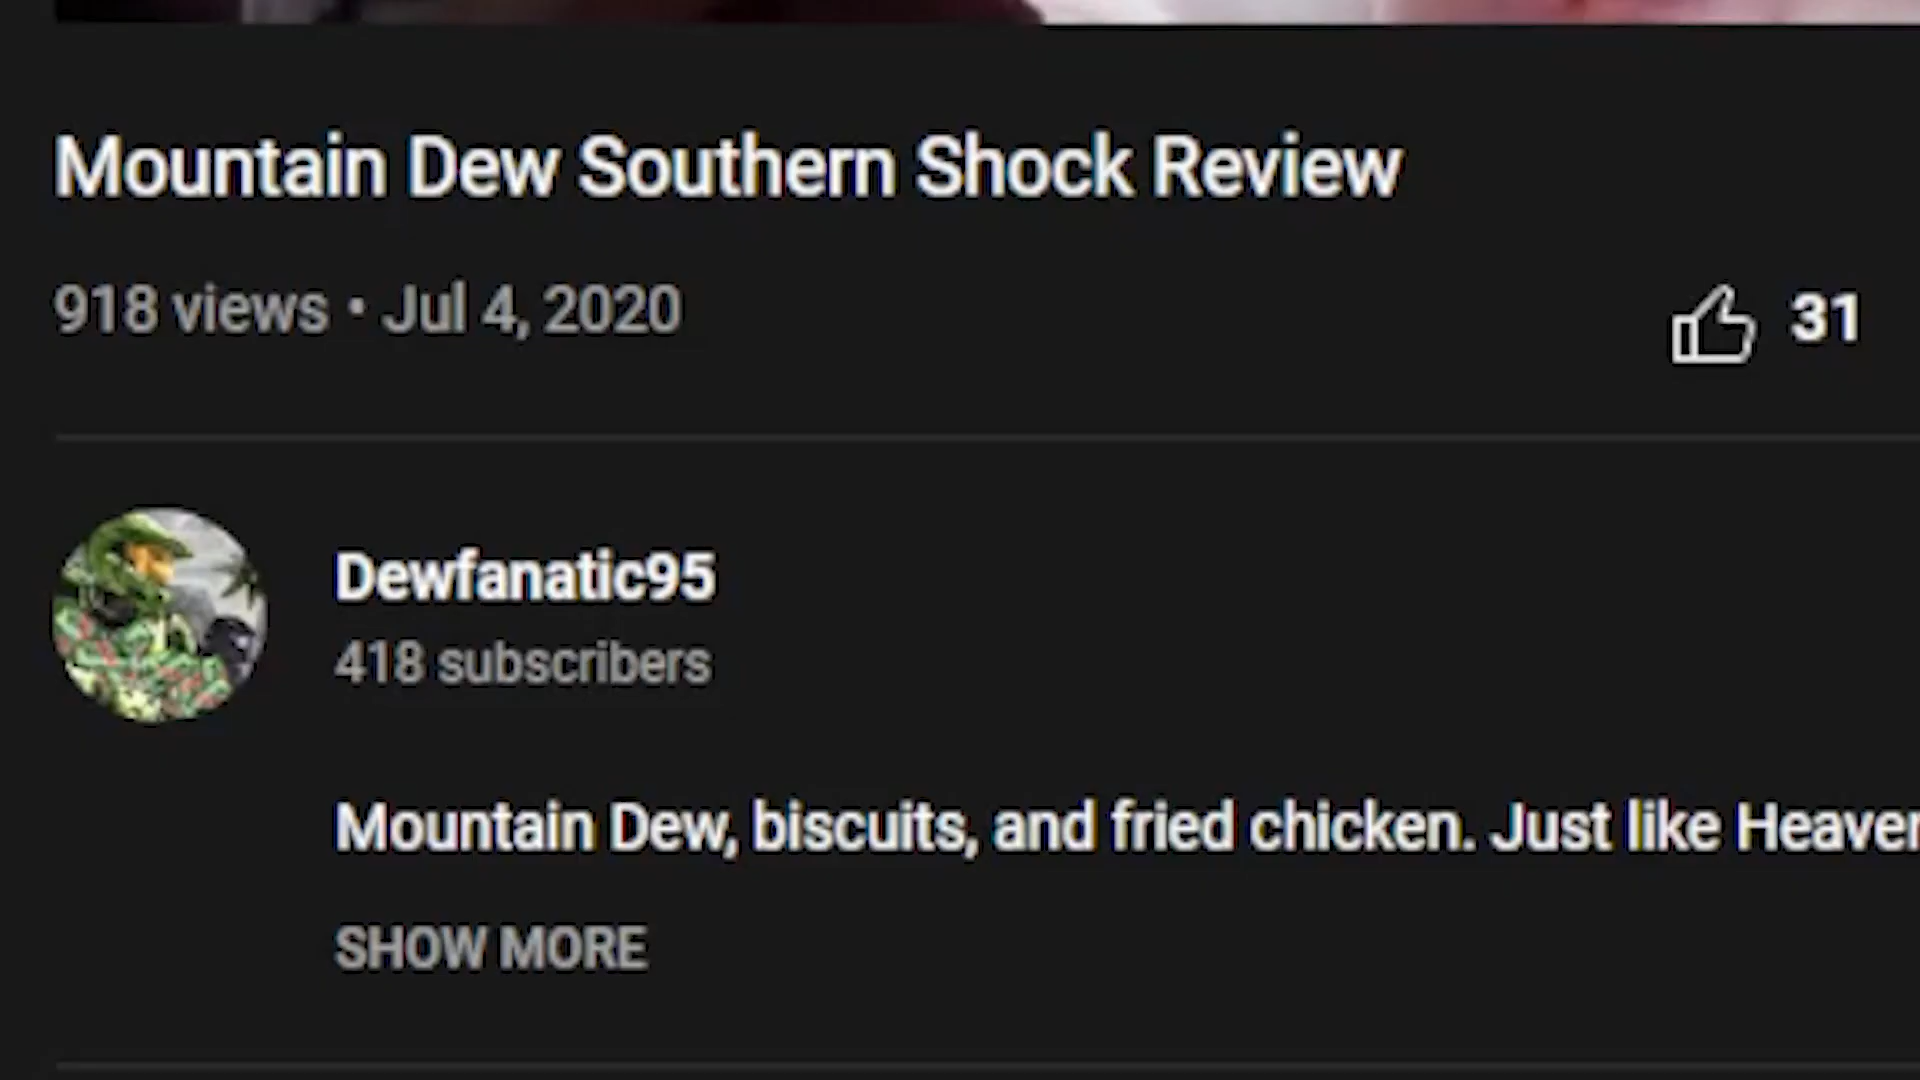 Mountain Dew Southern Shock Review
918 views • Jul 4, 2020
31
Dewfanatic95
418 subscribers
Mountain Dew, biscuits, and fried chicken. Just like Heaven
SHOW MORE